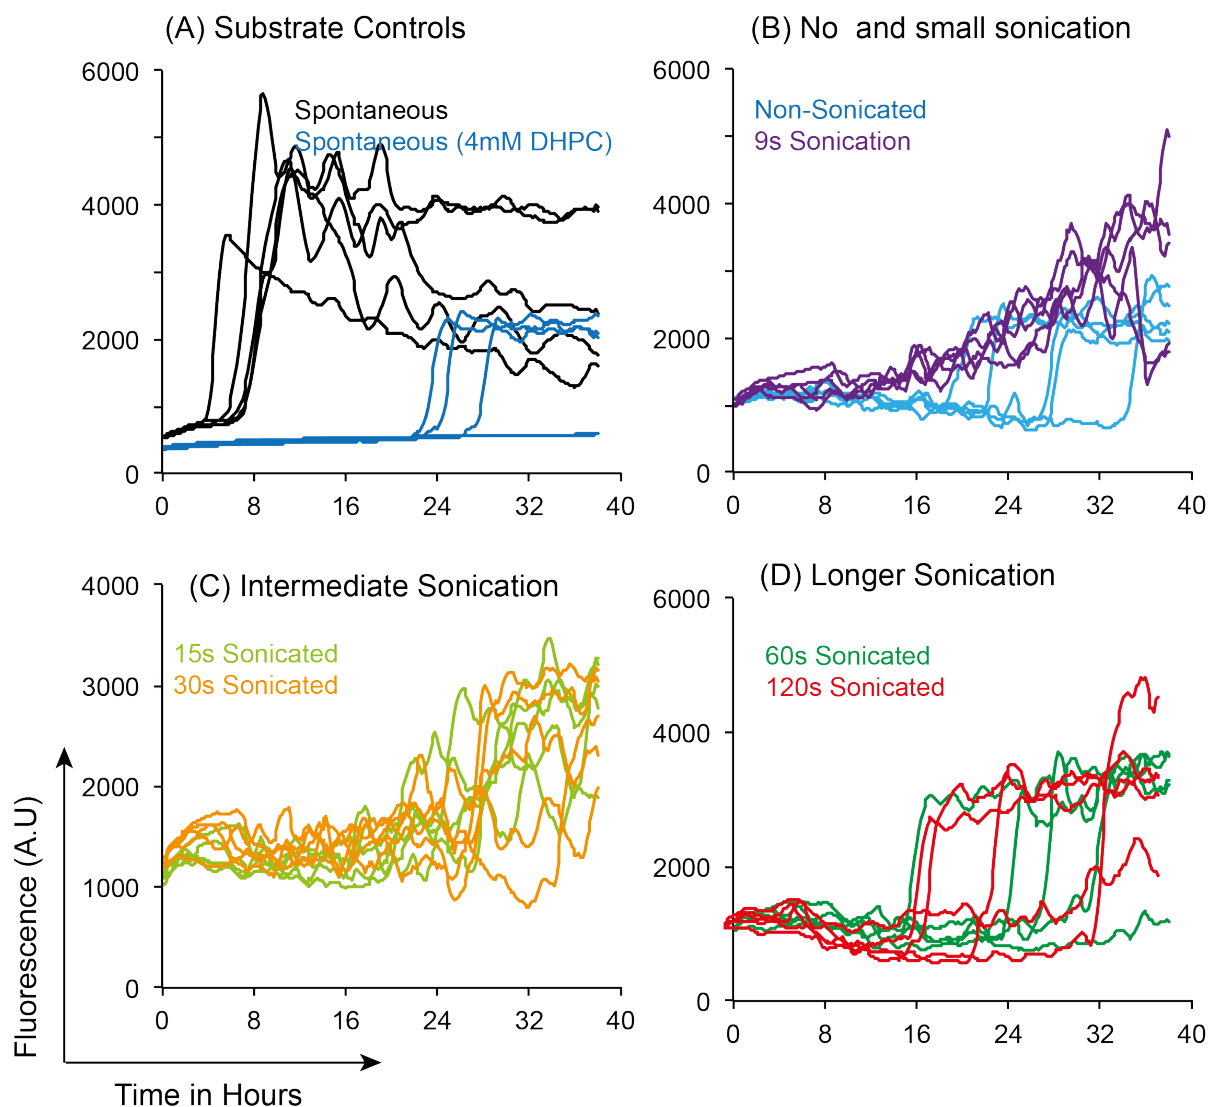 (A) Substrate Controls
6000
4000
2000
0
0 8 16 24 32 40
Spontaneous
Spontaneous (4mM DHPC)
(B) No  and small sonication
6000
4000
2000
0
0 8 16 24 32 40
Non-Sonicated
9s Sonication
(C) Intermediate Sonication
4000
3000
2000
1000
0
0 8 16 24 32 40
15s Sonicated
30s Sonicated
(D) Longer Sonication
6000
4000
2000
0
0 8 16 24 32 40
60s Sonicated
120s Sonicated
Fluorescence (A.U)
Time in Hours